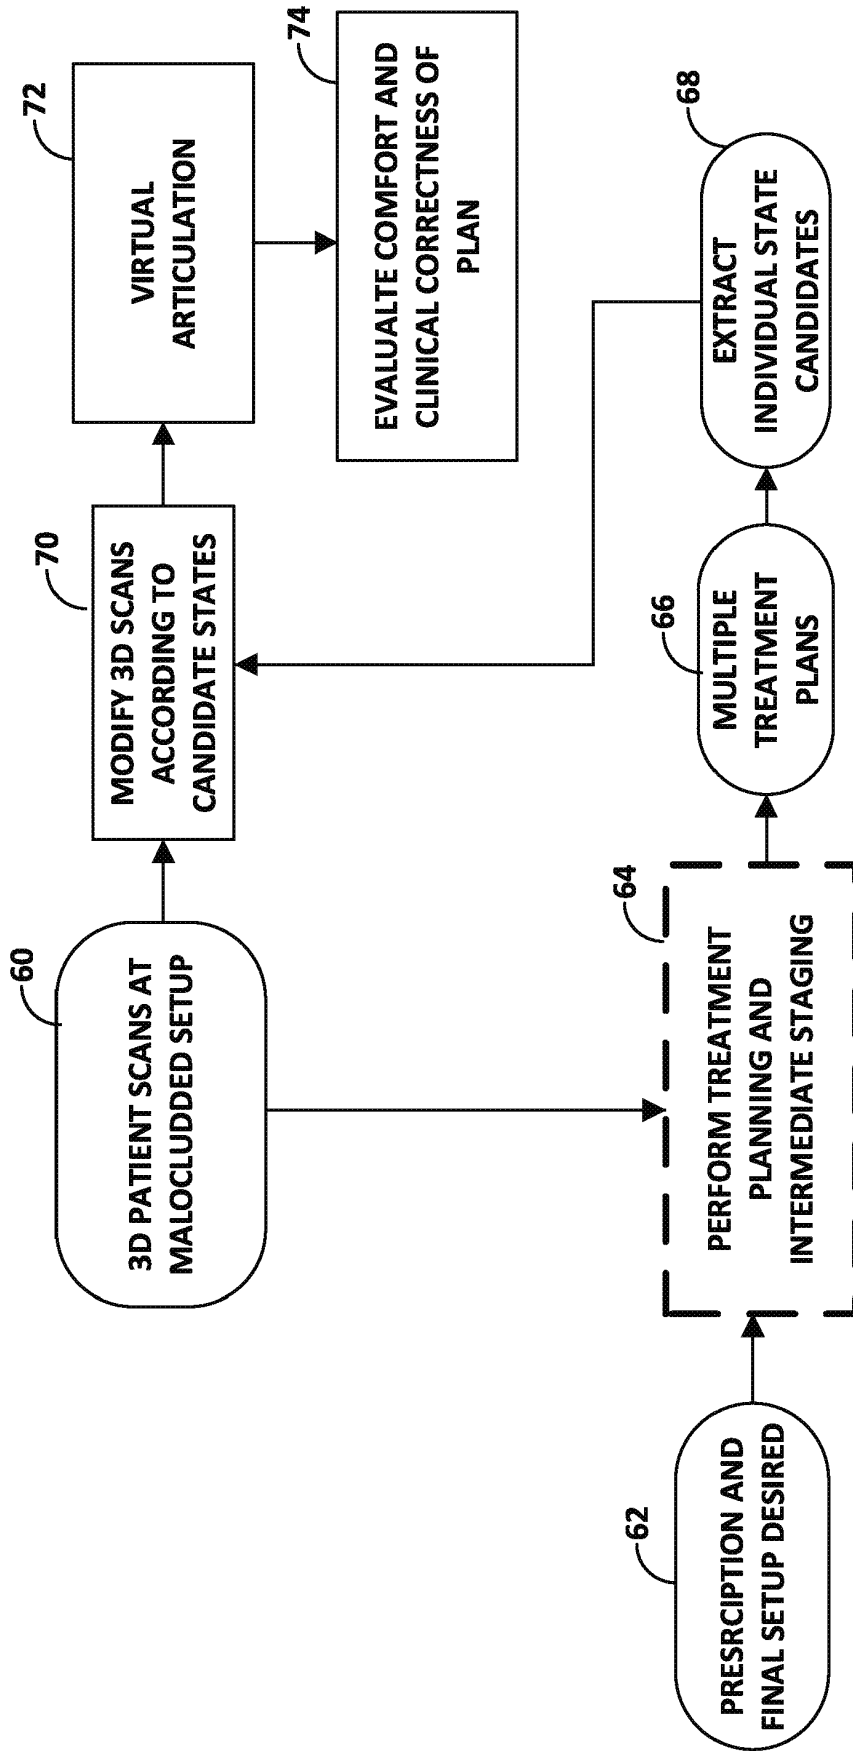 60
3D PATIENT SCANS AT
MALOCLUDDED SETUP
70
MODIFY 3D SCANS
ACCORDING TO
CANDIDATE STATES
72
VIRTUAL
ARTICULATION
74
EVALUALTE COMFORT AND
CLINICAL CORRECTNESS OF
PLAN
62
PRESRCIPTION AND
FINAL SETUP DESIRED
64
PERFORM TREATMENT
PLANNING AND
INTERMEDIATE STAGING
66
MULTIPLE
TREATMENT
PLANS
68
EXTRACT
INDIVIDUAL STATE
CANDIDATES